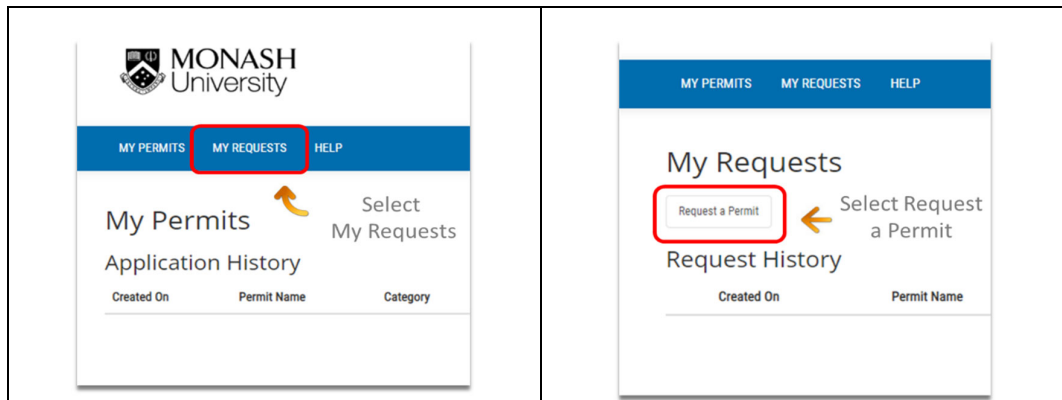 MONASH
University
MY PERMITS MY REQUESTS HELP
Select
My Requests
My Permits
Application History
Created On Permit Name Category
MY PERMITS MY REQUESTS HELP
My Requests
Request a Permit
Select Request
a Permit
Request History
Created On Permit Name